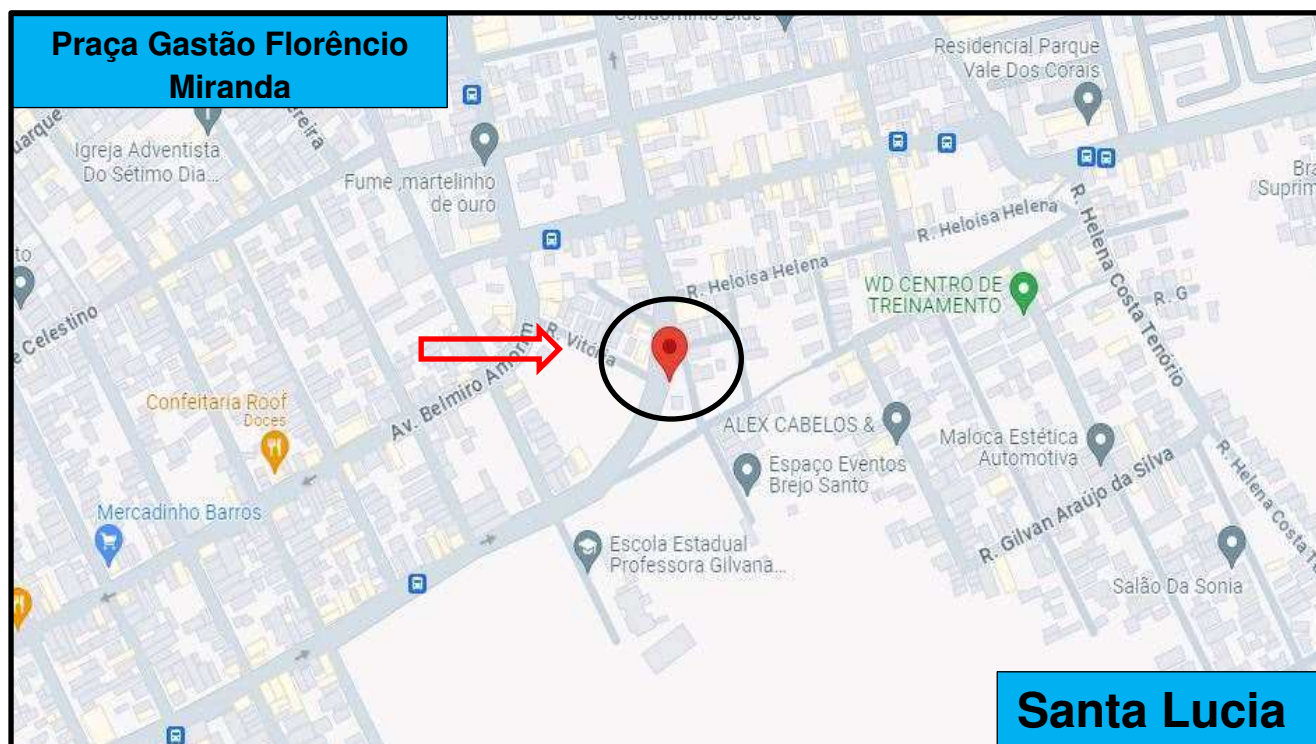 Praça Gastão Florêncio
Miranda
Residencial Parque
Vale Dos Corais
Igreja Adventista
Do Sétimo Dia...
Fume ,martelinho
de ouro
R. Heloisa Helena
R. Heloisa Helena
WD CENTRO DE
TREINAMENTO
R. Helena Costa Tenório
R. G
Celestino
R. Vitória
Av. Belmiro Amorim
Confeitaria Roof
Doces
ALEX CABELOS &
Maloca Estética
Automotiva
Espaço Eventos
Brejo Santo
Mercadinho Barros
R. Gilvan Araújo da Silva
R. Helena Costa
Escola Estadual
Professora Gilvana...
Salão Da Sonia
Santa Lucia